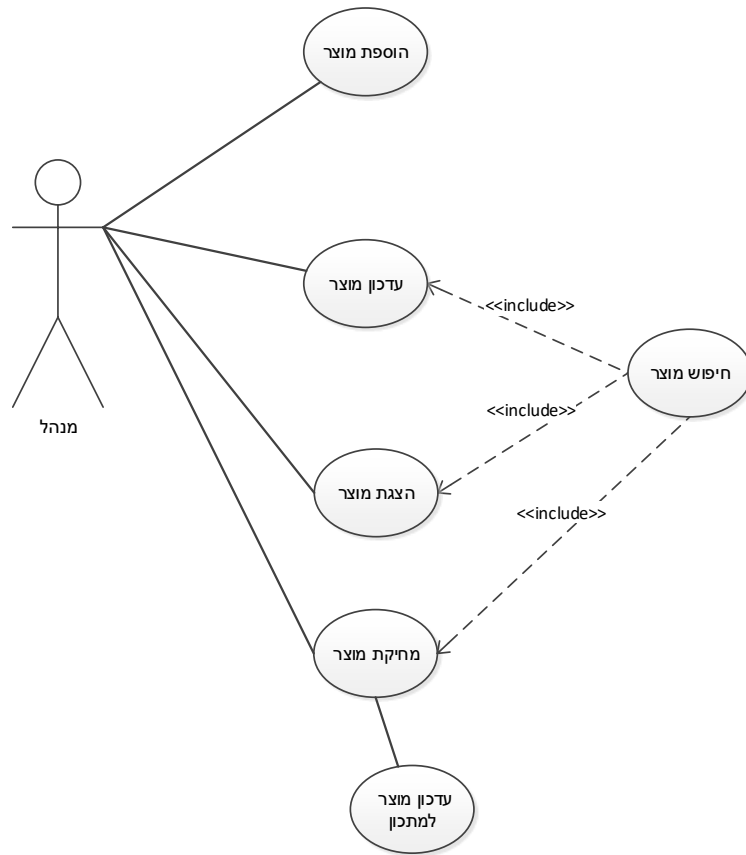 הוספת מוצר
עדכון מוצר
<<include>>
חיפוש מוצר
<<include>>
מנהל
הצגת מוצר
<<include>>
מחיקת מוצר
עדכון מוצר
למתכון